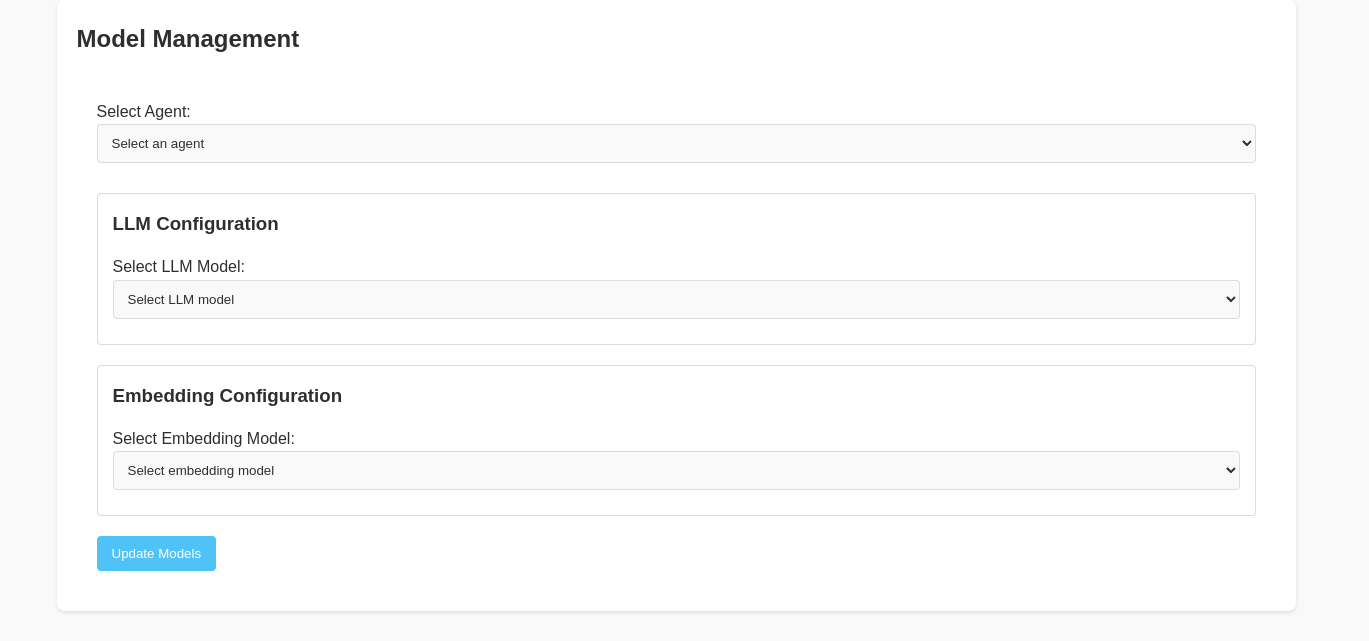 Model Management
Select Agent:
Select an agent
LLM Configuration
Select LLM Model:
Select LLM model
Embedding Configuration
Select Embedding Model:
Select embedding model
Update Models